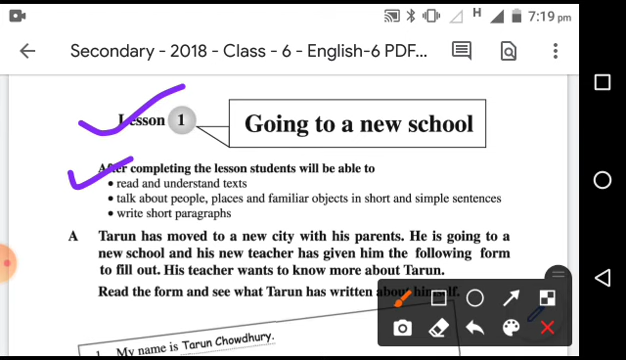 H 7:19 pm
Secondary - 2018 - Class - 6 - English-6 PDF...
Lesson 1
Going to a new school
After completing the lesson students will be able to
• read and understand texts
• talk about people, places and familiar objects in short and simple sentences
• write short paragraphs
A Tarun has moved to a new city with his parents. He is going to a
new school and his new teacher has given him the following form
to fill out. His teacher wants to know more about Tarun.
Read the form and see what Tarun has written about himself.
1. My name is Tarun Chowdhury.